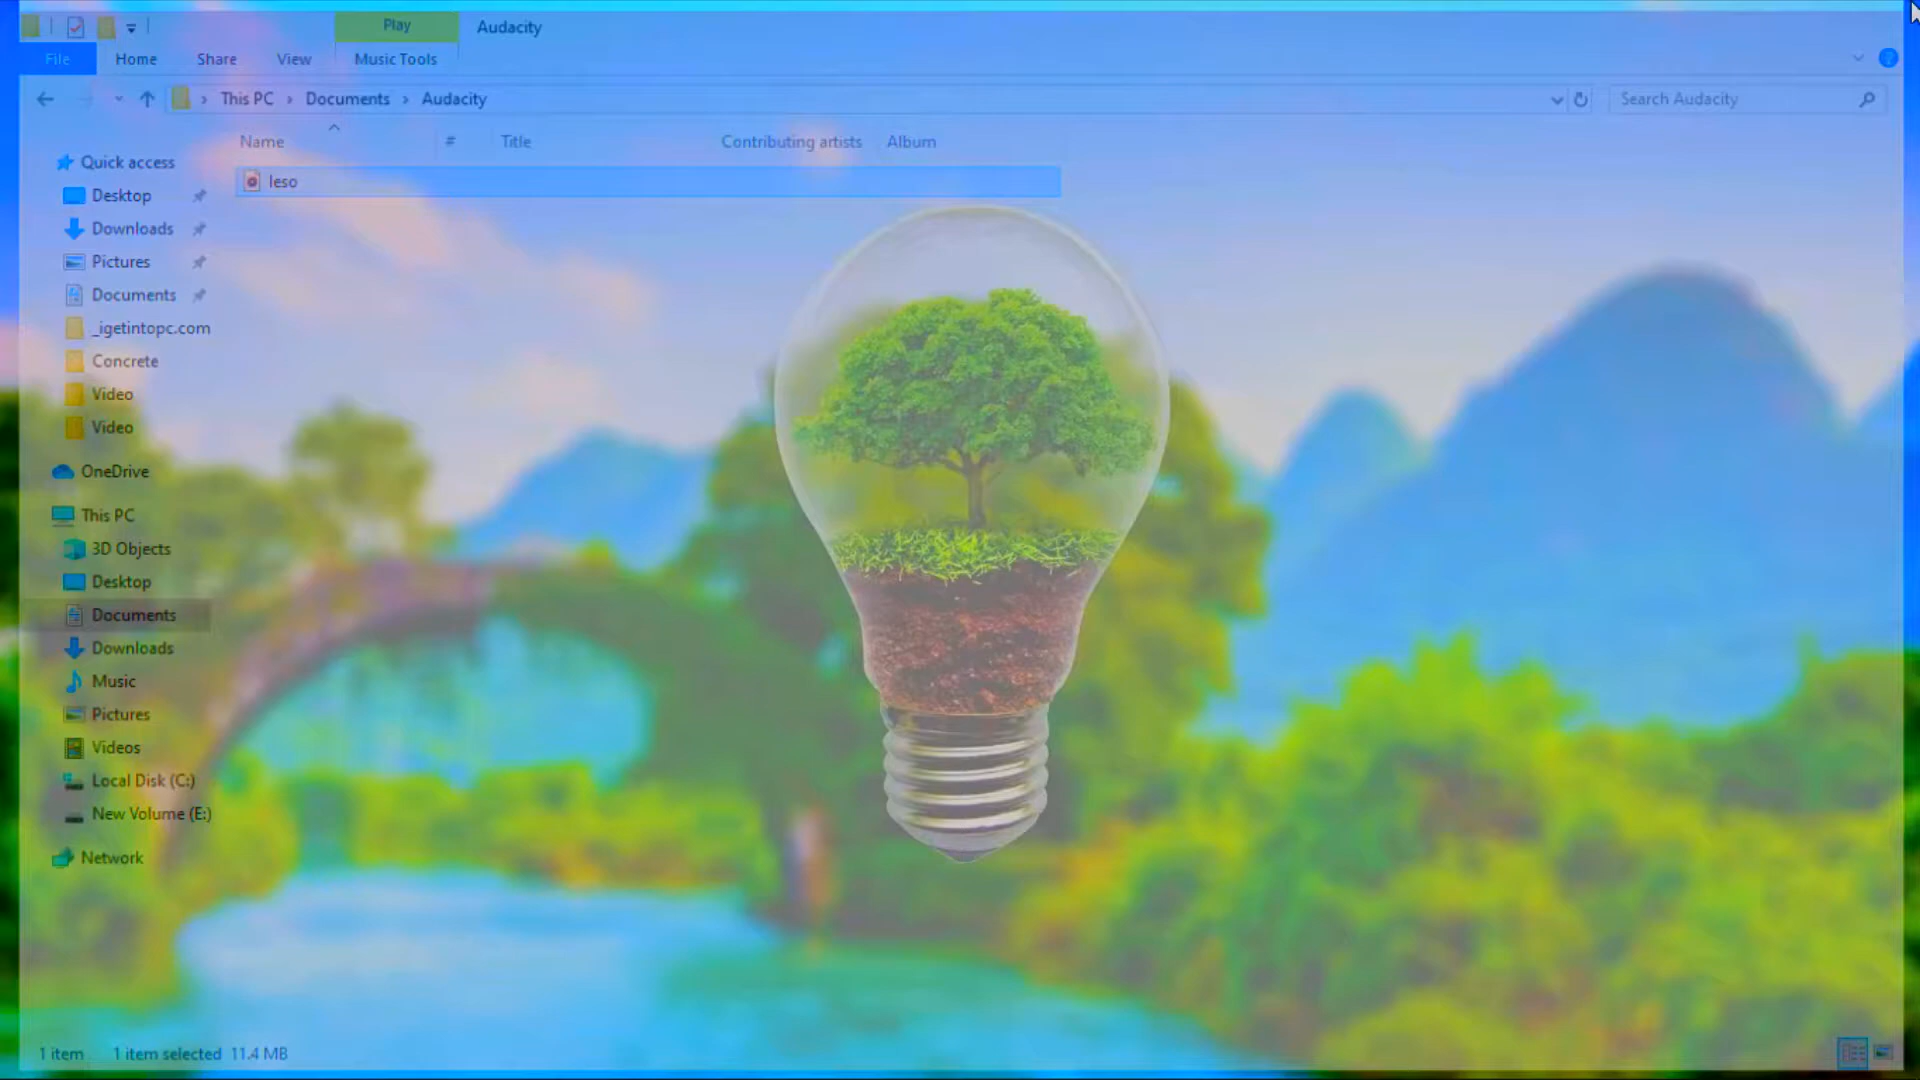 Play
Audacity
File
Home
Share
View
Music Tools
This PC
Documents
Audacity
Search Audacity
Name
#
Title
Contributing artists
Album
leso
Quick access
Desktop
Downloads
Pictures
Documents
_igetintopc.com
Concrete
Video
Video
OneDrive
This PC
3D Objects
Desktop
Documents
Downloads
Music
Pictures
Videos
Local Disk (C:)
New Volume (E:)
Network
1 item
1 item selected 11.4 MB